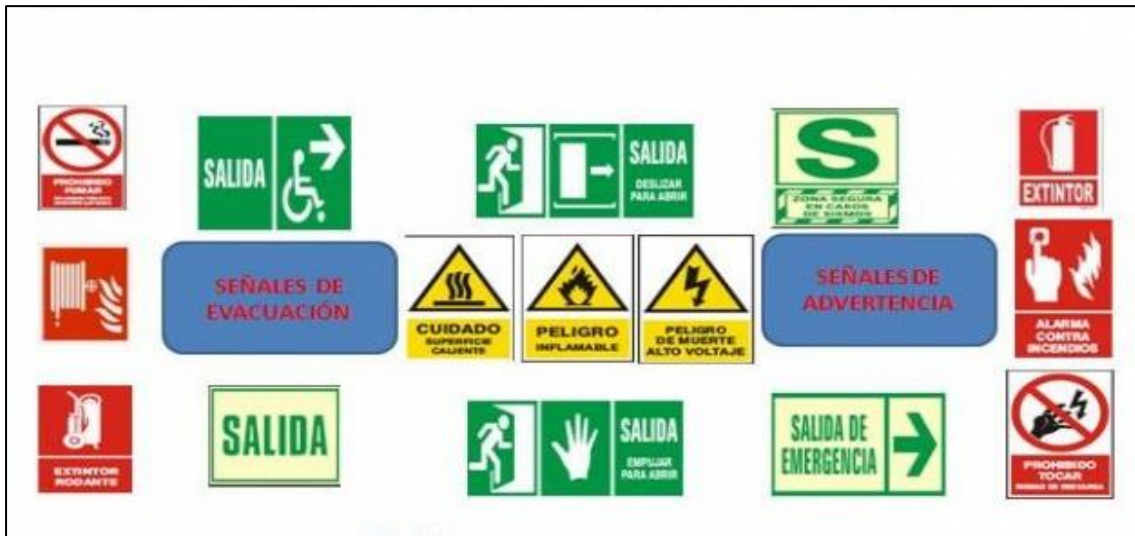 PROHIBIDO
FUMAR
SALIDA
SALIDA
DESLIZAR
PARA ABRIR
S
ZONA SEGURA
EN CASOS
DE SISMOS
EXTINTOR
SEÑALES DE
EVACUACIÓN
CUIDADO
SUPERFICIE
CALIENTE
PELIGRO
INFLAMABLE
PELIGRO
DE MUERTE
ALTO VOLTAJE
SEÑALES DE
ADVERTENCIA
ALARMA
CONTRA
INCENDIOS
EXTINTOR
RODANTE
SALIDA
SALIDA
EMPUJAR
PARA ABRIR
SALIDA DE
EMERGENCIA
PROHIBIDO
TOCAR